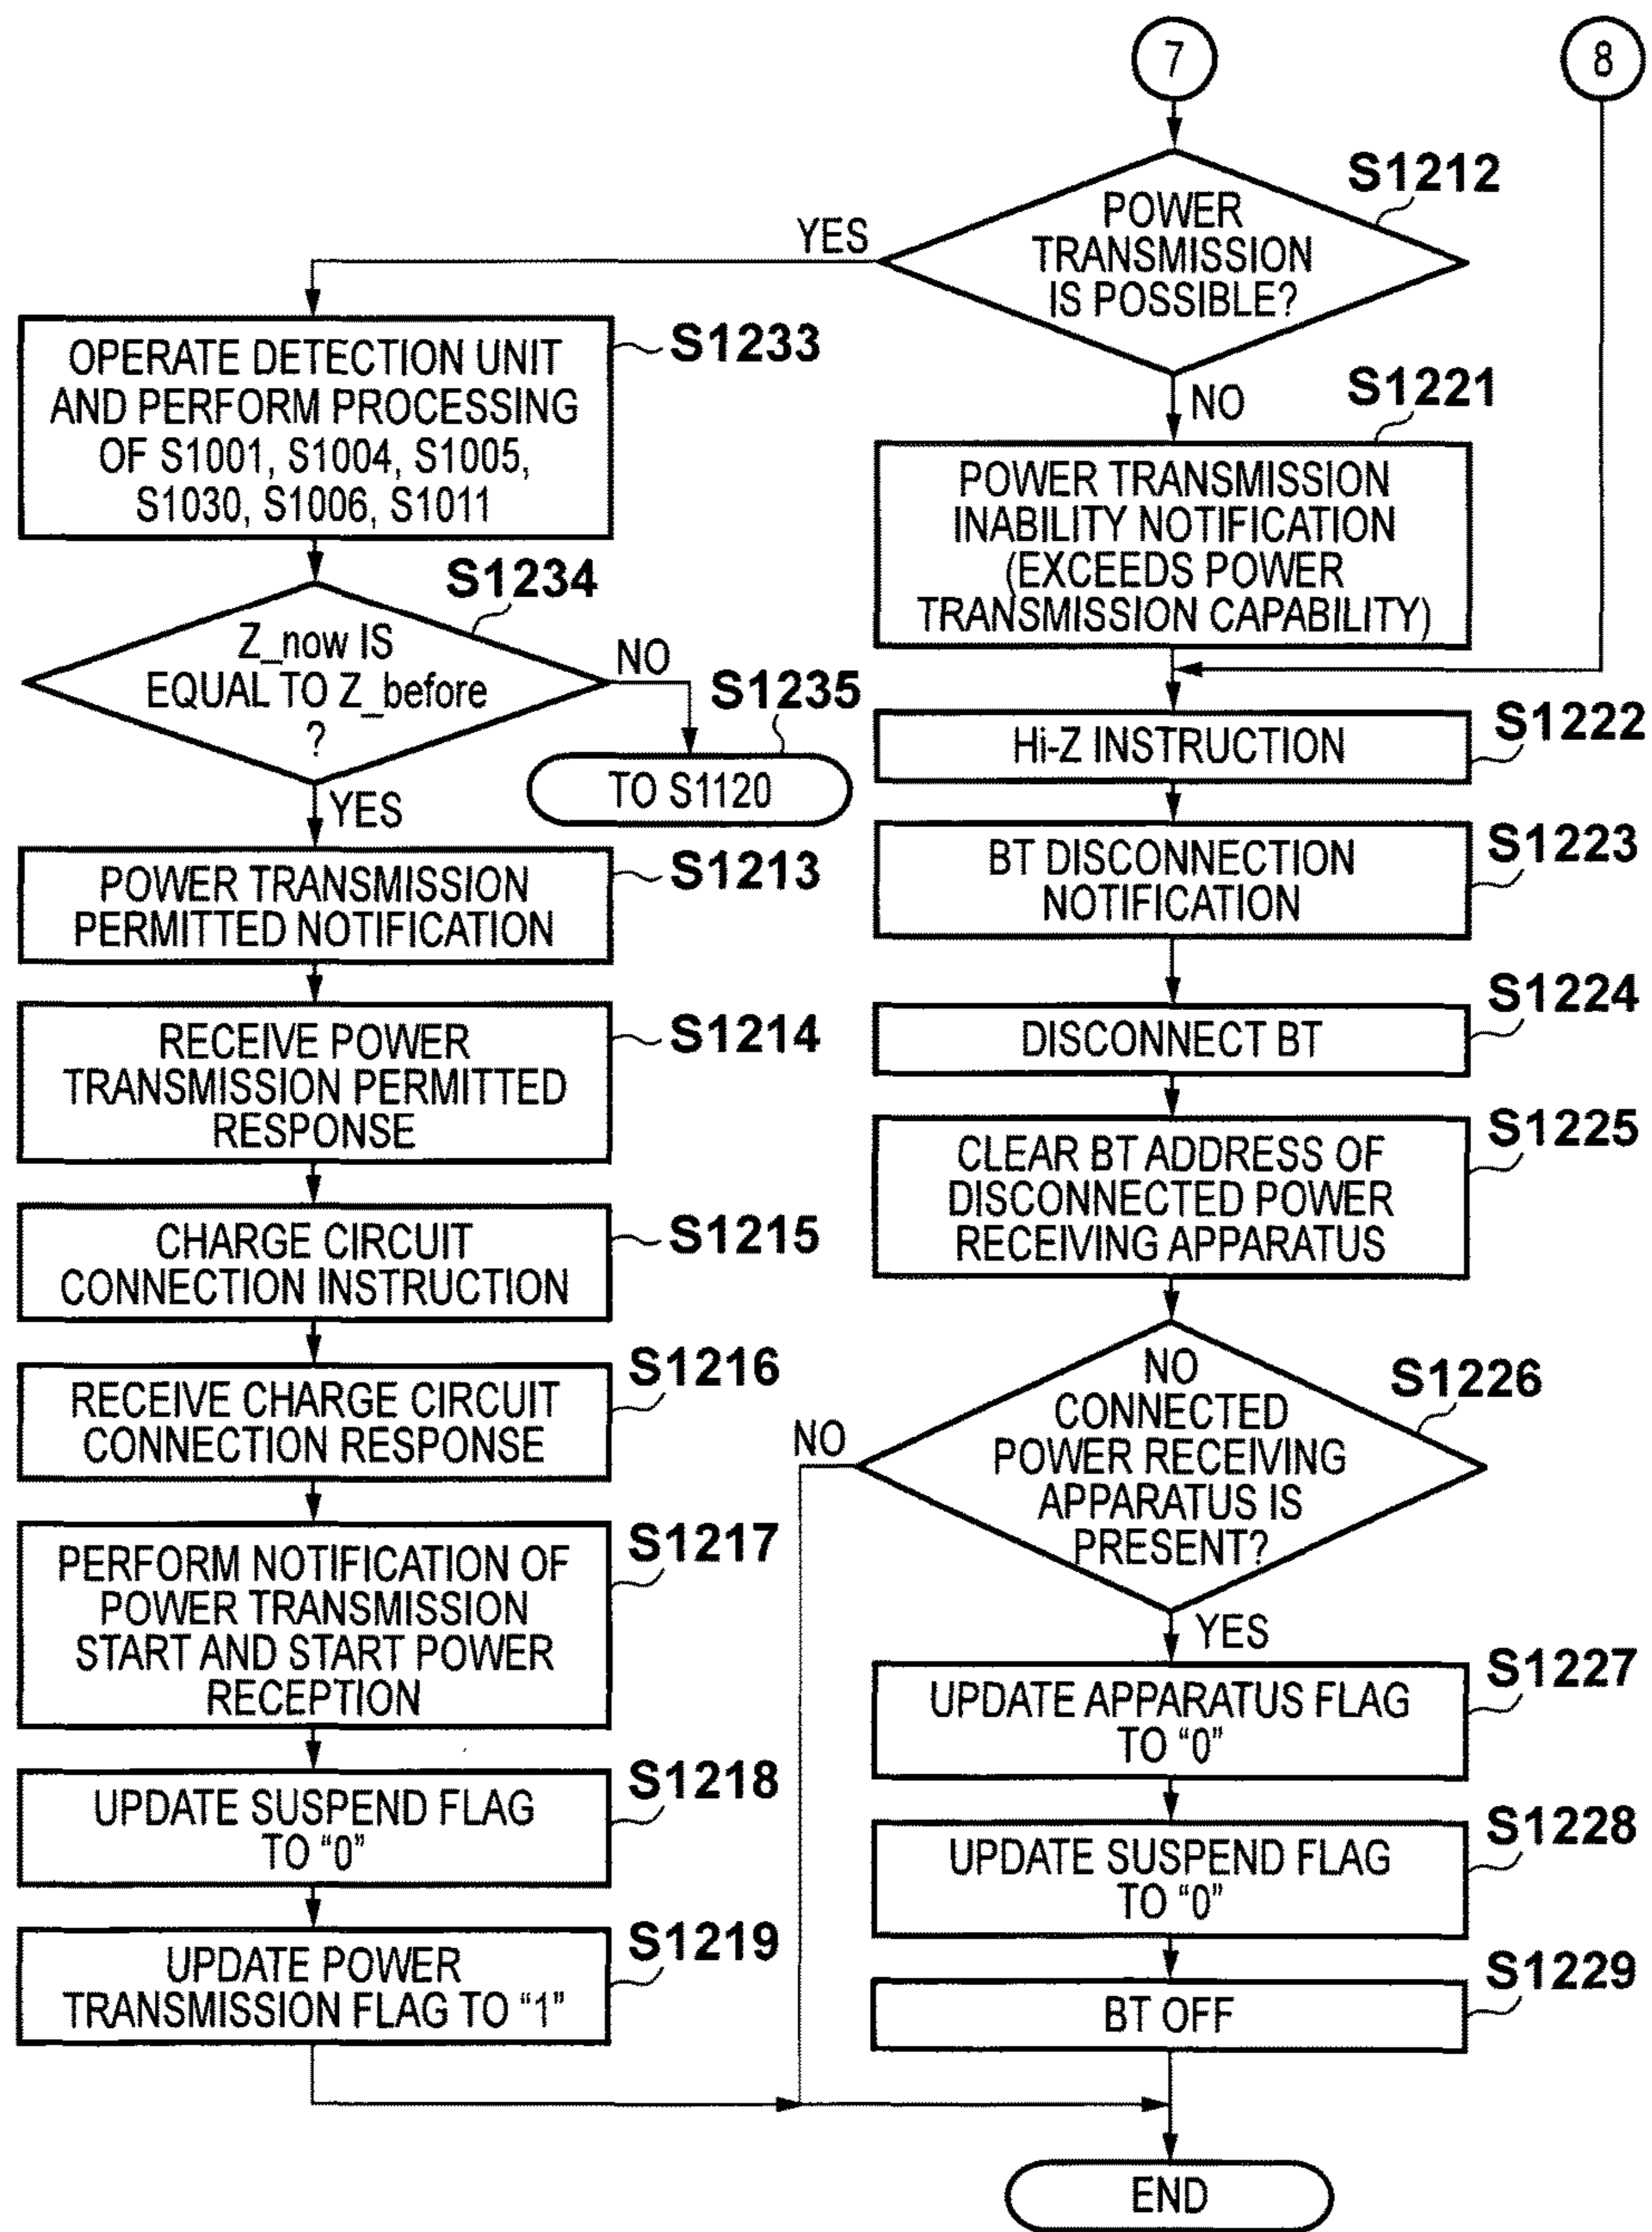 7
8
S1212
POWER
TRANSMISSION
IS POSSIBLE?
YES
NO
S1233
OPERATE DETECTION UNIT
AND PERFORM PROCESSING
OF S1001, S1004, S1005,
S1030, S1006, S1011
S1234
Z_now IS
EQUAL TO Z_before
?
NO
YES
S1235
TO S1120
S1213
POWER TRANSMISSION
PERMITTED NOTIFICATION
S1214
RECEIVE POWER
TRANSMISSION PERMITTED
RESPONSE
S1215
CHARGE CIRCUIT
CONNECTION INSTRUCTION
S1216
RECEIVE CHARGE CIRCUIT
CONNECTION RESPONSE
S1217
PERFORM NOTIFICATION OF
POWER TRANSMISSION
START AND START POWER
RECEPTION
S1218
UPDATE SUSPEND FLAG
TO “0”
S1219
UPDATE POWER
TRANSMISSION FLAG TO “1”
S1221
POWER TRANSMISSION
INABILITY NOTIFICATION
(EXCEEDS POWER
TRANSMISSION CAPABILITY)
S1222
Hi-Z INSTRUCTION
S1223
BT DISCONNECTION
NOTIFICATION
S1224
DISCONNECT BT
S1225
CLEAR BT ADDRESS OF
DISCONNECTED POWER
RECEIVING APPARATUS
S1226
NO
CONNECTED
POWER RECEIVING
APPARATUS IS
PRESENT?
NO
YES
S1227
UPDATE APPARATUS FLAG
TO “0”
S1228
UPDATE SUSPEND FLAG
TO “0”
S1229
BT OFF
END